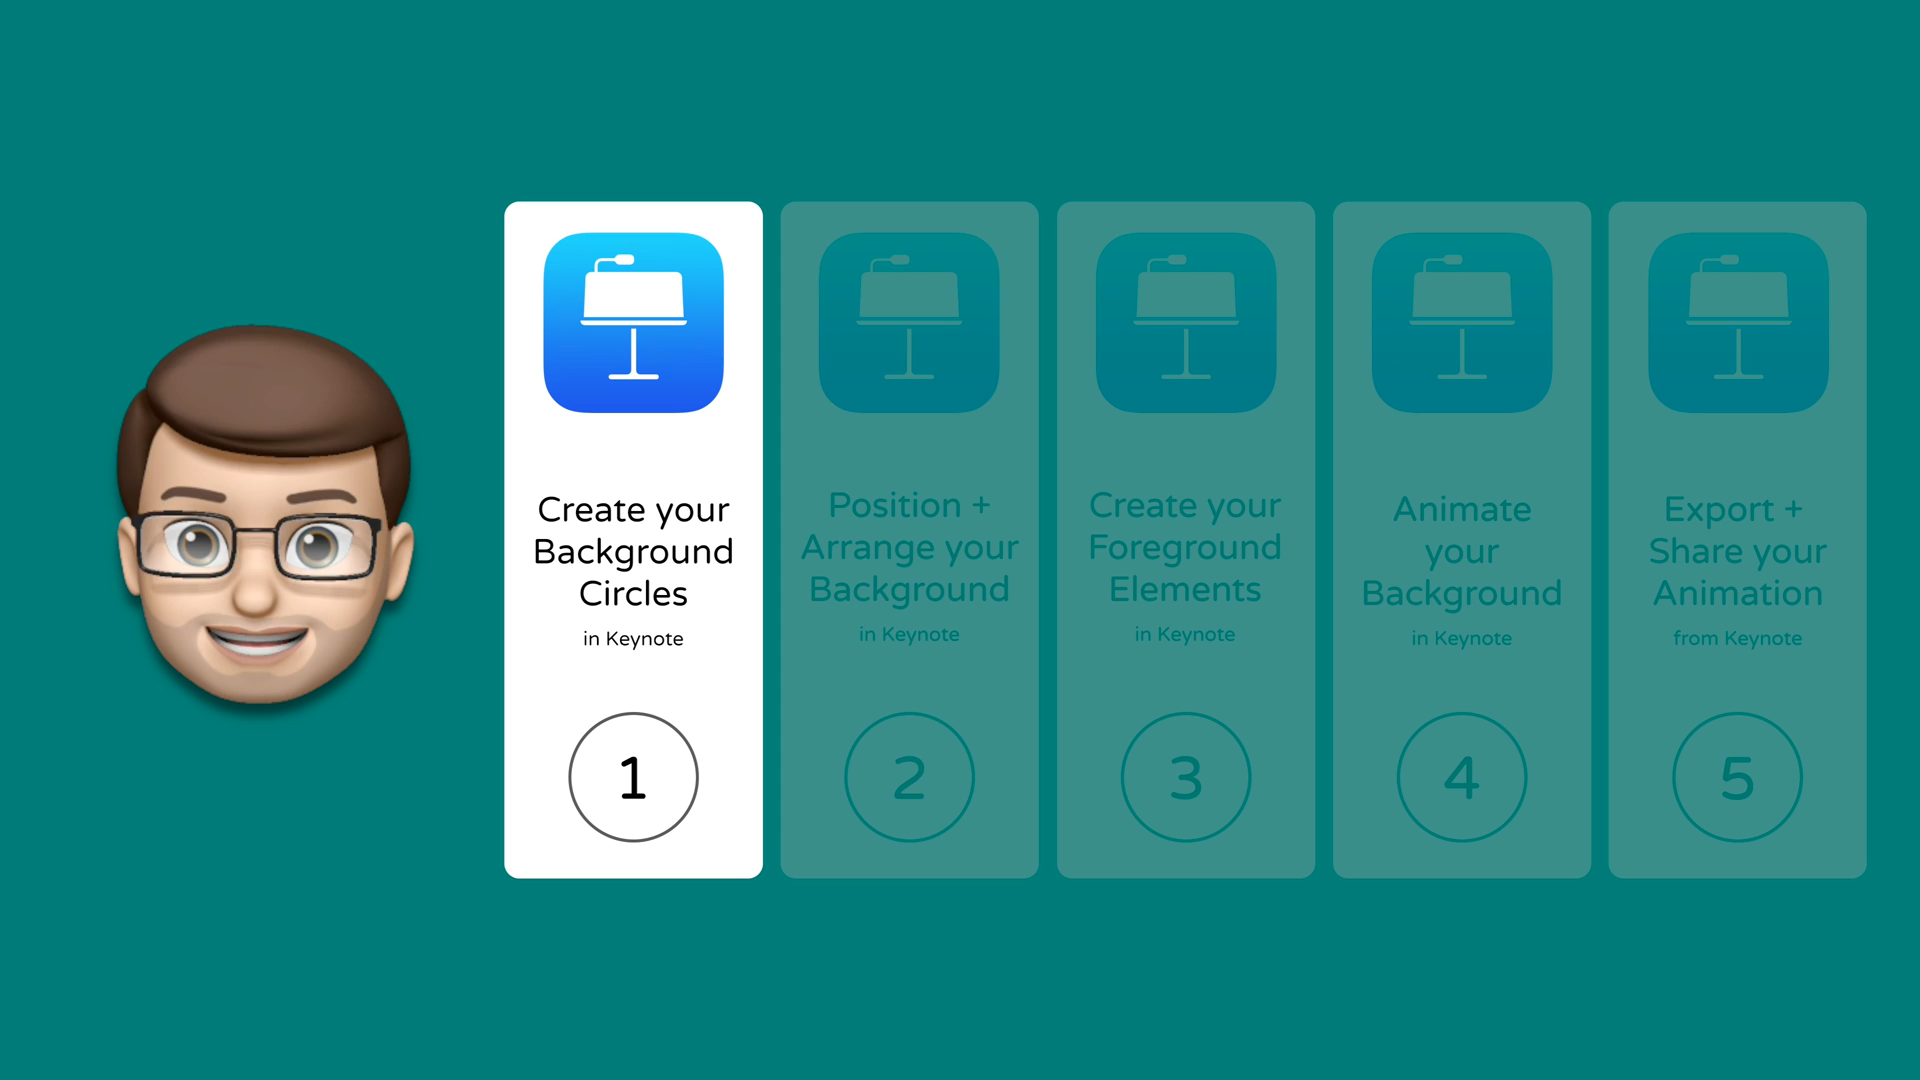 Create your
Background
Circles
in Keynote
1
Position +
Arrange your
Background
in Keynote
2
Create your
Foreground
Elements
in Keynote
3
Animate
your
Background
in Keynote
4
Export +
Share your
Animation
from Keynote
5